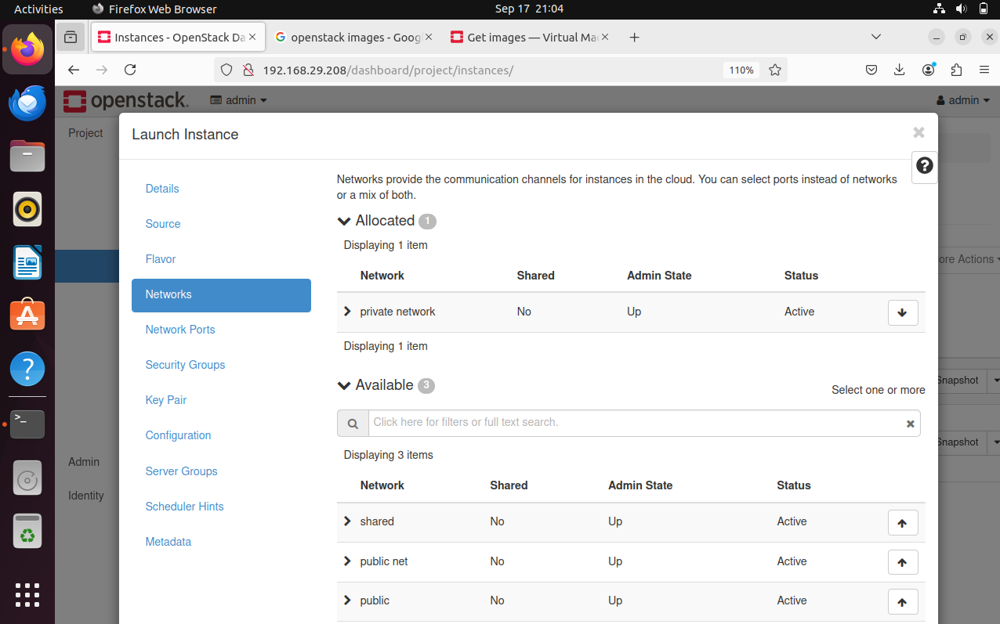 Activities Firefox Web Browser Sep 17 21:04
Instances - OpenStack Da openstack images - Goog Get images — Virtual Mac
192.168.29.208/dashboard/project/instances/ 110%
openstack. admin admin
Project
Launch Instance
Details
Source
Flavor
Networks
Network Ports
Security Groups
Key Pair
Configuration
Server Groups
Scheduler Hints
Metadata
Networks provide the communication channels for instances in the cloud. You can select ports instead of networks
or a mix of both.
Allocated 1
Displaying 1 item
Network Shared Admin State Status
private network No Up Active
Displaying 1 item
Available 3
Select one or more
Click here for filters or full text search.
Displaying 3 items
Network Shared Admin State Status
shared No Up Active
public net No Up Active
public No Up Active
ore Actions
Snapshot
Snapshot
Admin
Identity